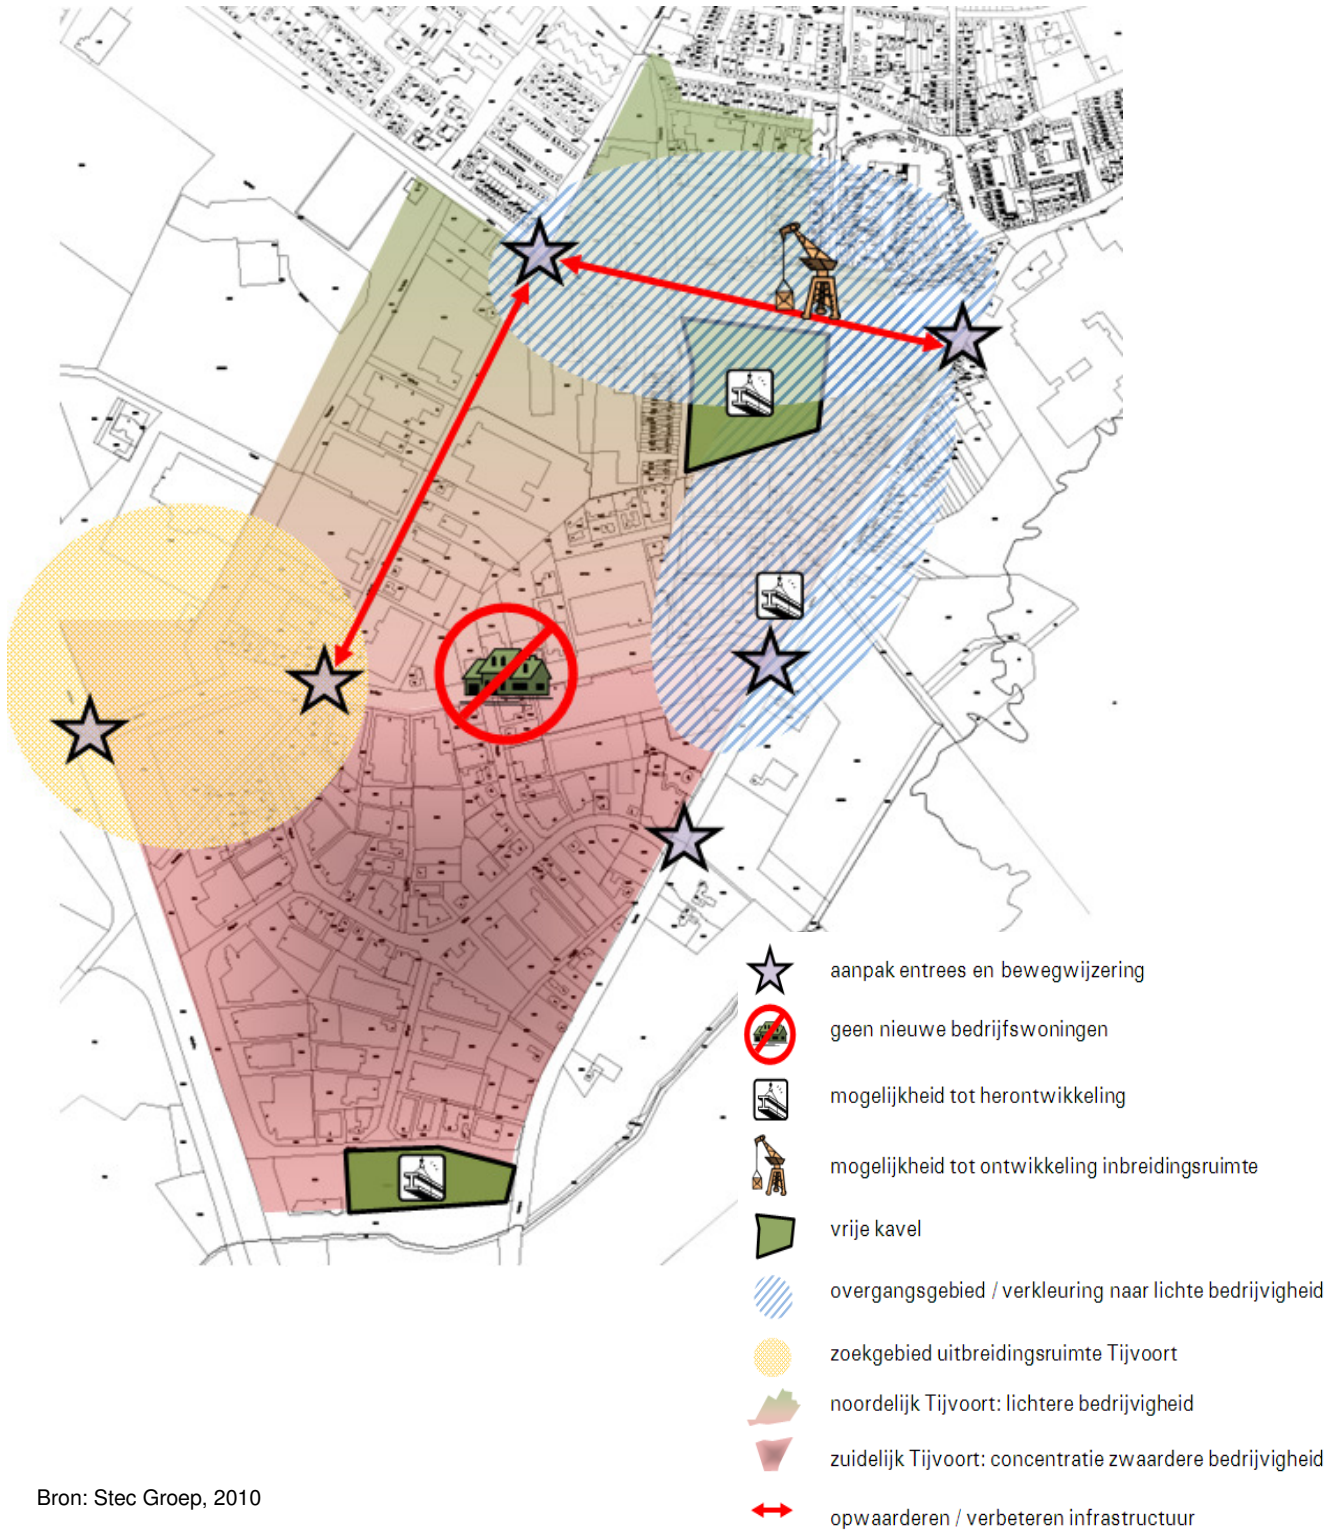 aanpak entrees en bewegwijzering
geen nieuwe bedrijfswoningen
mogelijkheid tot herontwikkeling
mogelijkheid tot ontwikkeling inbreidingsruimte
vrije kavel
overgangsgebied / verkleuring naar lichte bedrijvigheid
zoekgebied uitbreidingsruimte Tijvoort
noordelijk Tijvoort: lichtere bedrijvigheid
zuidelijk Tijvoort: concentratie zwaardere bedrijvigheid
Bron: Stec Groep, 2010
opwaarderen / verbeteren infrastructuur